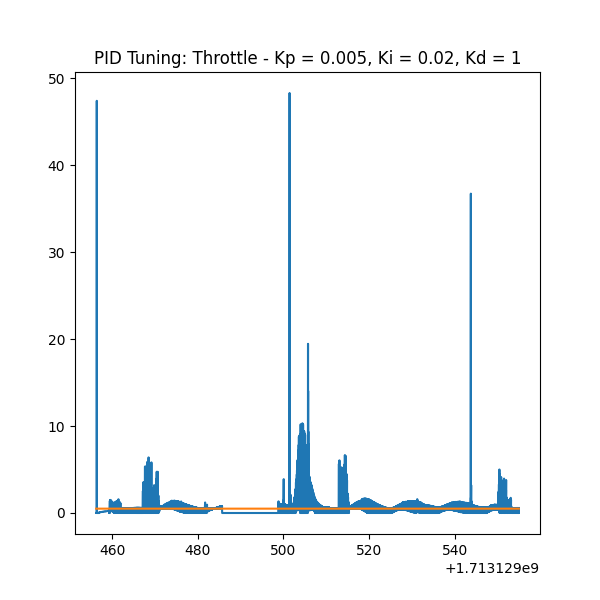 PID Tuning: Throttle - Kp = 0.005, Ki = 0.02, Kd = 1
50
40
30
20
10
0
460 480 500 520 540
+1.713129e9